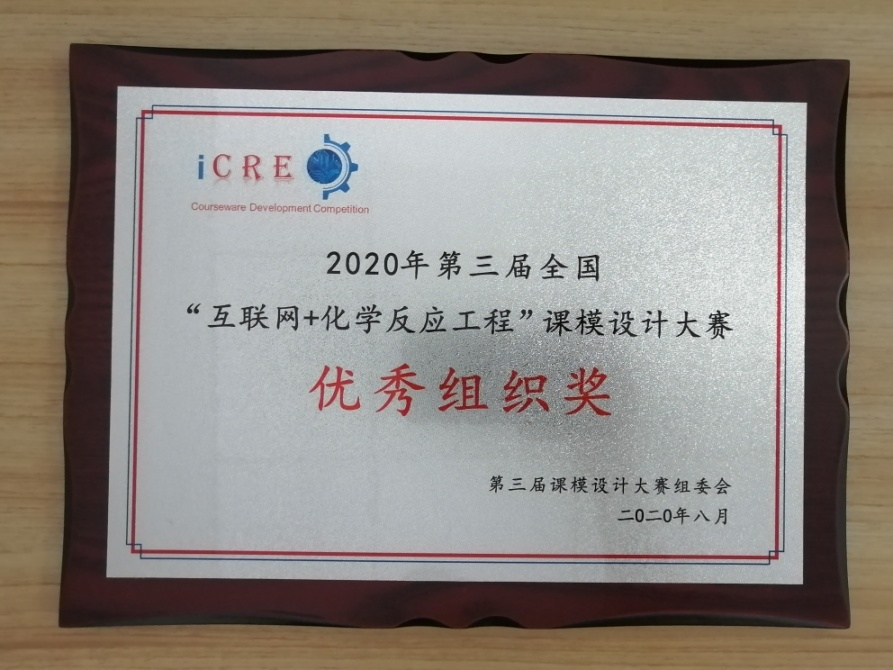 iCRE
Courseware Development Competition
2020年第三届全国
“互联网+化学反应工程”课模设计大赛
优秀组织奖
第三届课模设计大赛组委会
二0二0年八月